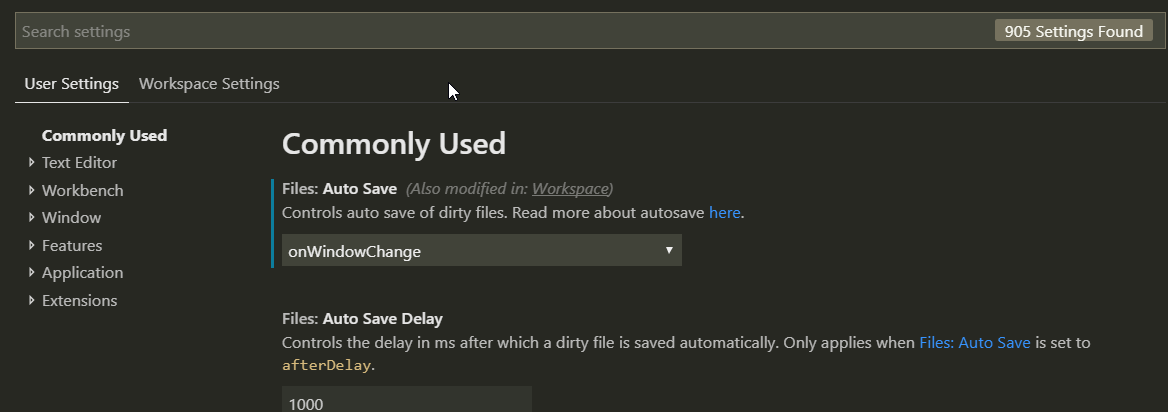 Search settings
905 Settings Found
User Settings
Workspace Settings
Commonly Used
Text Editor
Workbench
Window
Features
Application
Extensions
Commonly Used
Files: Auto Save (Also modified in: Workspace)
Controls auto save of dirty files. Read more about autosave here.
onWindowChange
Files: Auto Save Delay
Controls the delay in ms after which a dirty file is saved automatically. Only applies when Files: Auto Save is set to
afterDelay.
1000